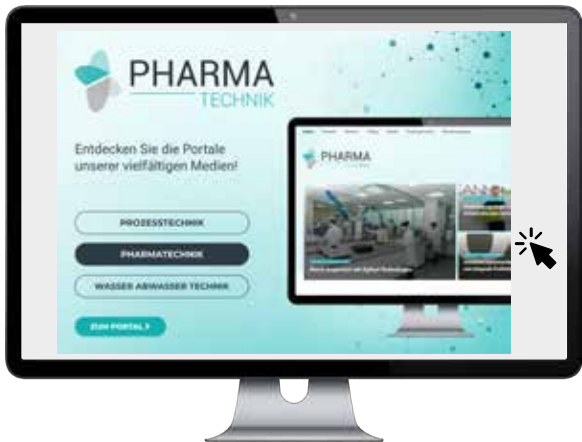 PHARMA
TECHNIK
Entdecken Sie die Portale
unserer vielfältigen Medien!
PROZESSTECHNIK
PHARMATECHNIK
WASSER ABWASSER TECHNIK
ZUM PORTAL
PHARMA